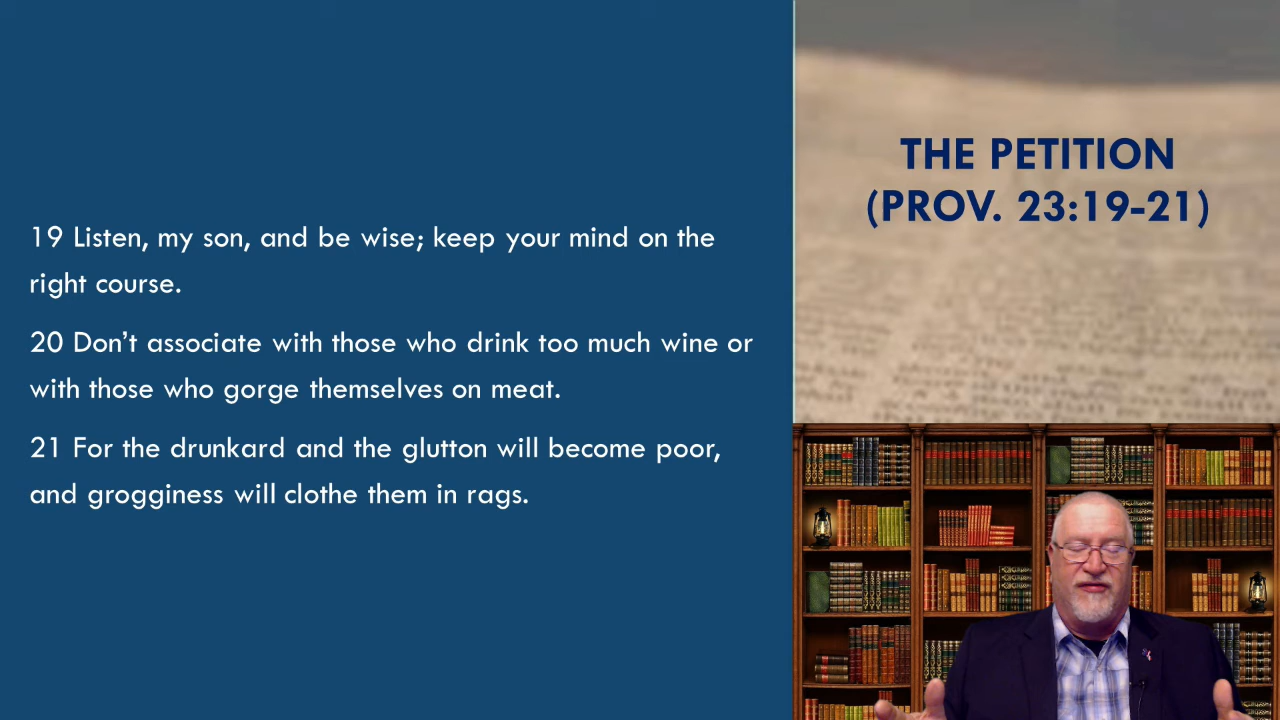 19 Listen, my son, and be wise; keep your mind on the
right course.
20 Don’t associate with those who drink too much wine or
with those who gorge themselves on meat.
21 For the drunkard and the glutton will become poor,
and grogginess will clothe them in rags.
THE PETITION
(PROV. 23:19-21)